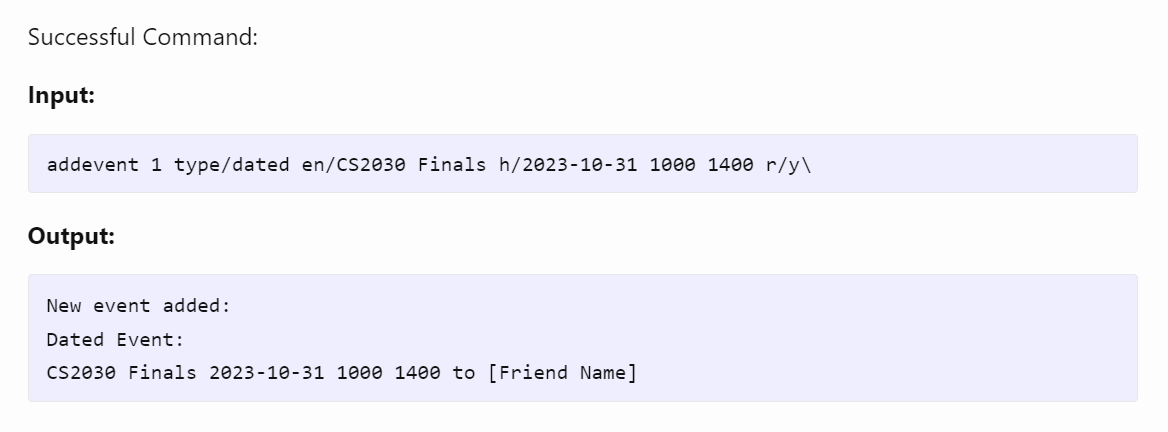 Successful Command:
Input:
addevent 1 type/dated en/CS2030 Finals h/2023-10-31 1000 1400 r/y\
Output:
New event added:
Dated Event:
CS2030 Finals 2023-10-31 1000 1400 to [Friend Name]